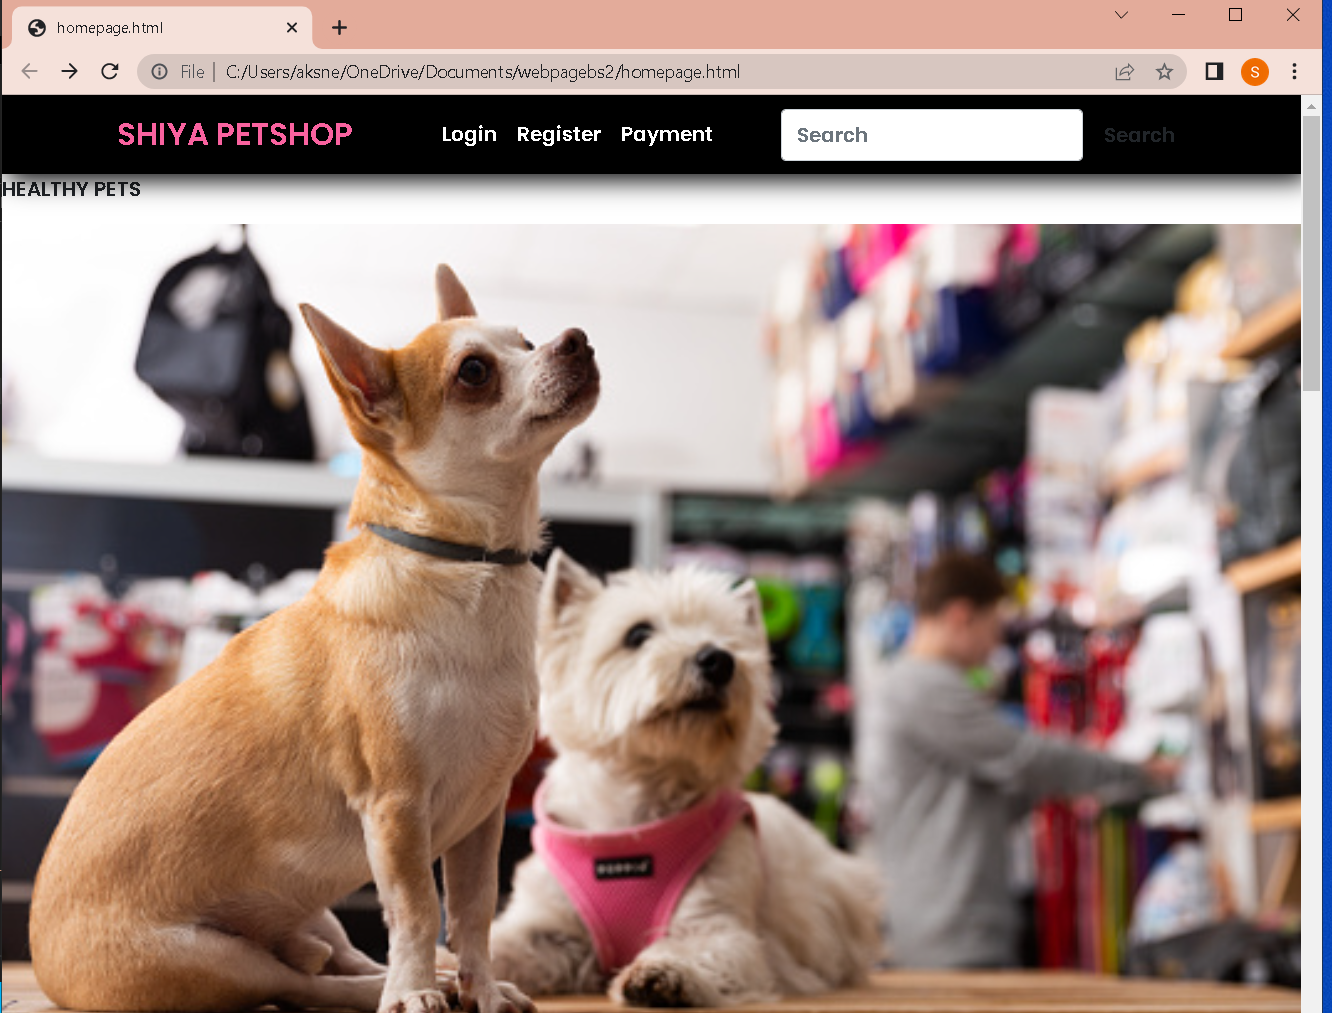 homepage.html
File | C:/Users/aksne/OneDrive/Documents/webpagebs2/homepage.html
S
SHIYA PETSHOP Login Register Payment Search Search
HEALTHY PETS